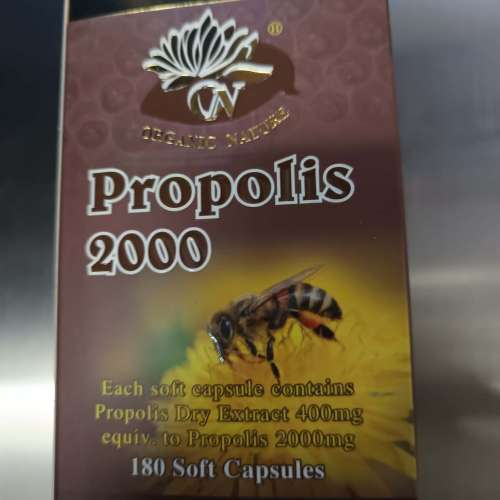 ®
ON
ORGANIC NATURE
Propolis
2000
Each soft capsule contains
Propolis Dry Extract 400mg
equiv. to Propolis 2000mg
180 Soft Capsules